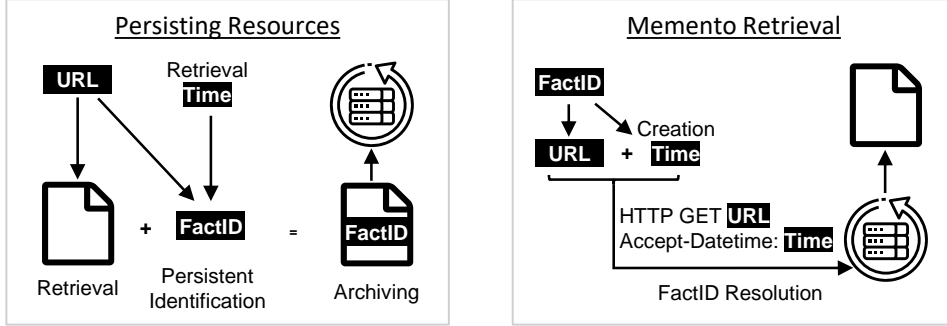 Persisting Resources
URL
Retrieval
Time
+
FactID
=
FactID
Retrieval
Persistent
Identification
Archiving
Memento Retrieval
FactID
Creation
URL + Time
HTTP GET URL
Accept-Datetime: Time
FactID Resolution